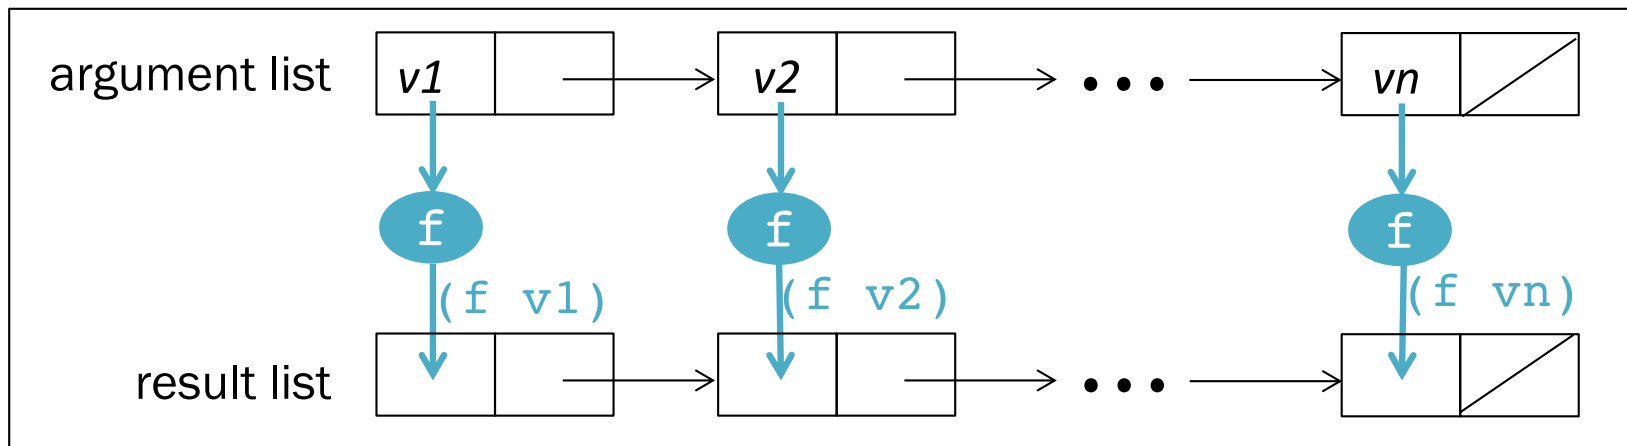 argument list v1 v2 ... vn
f f f
(f v1) (f v2) (f vn)
result list ...